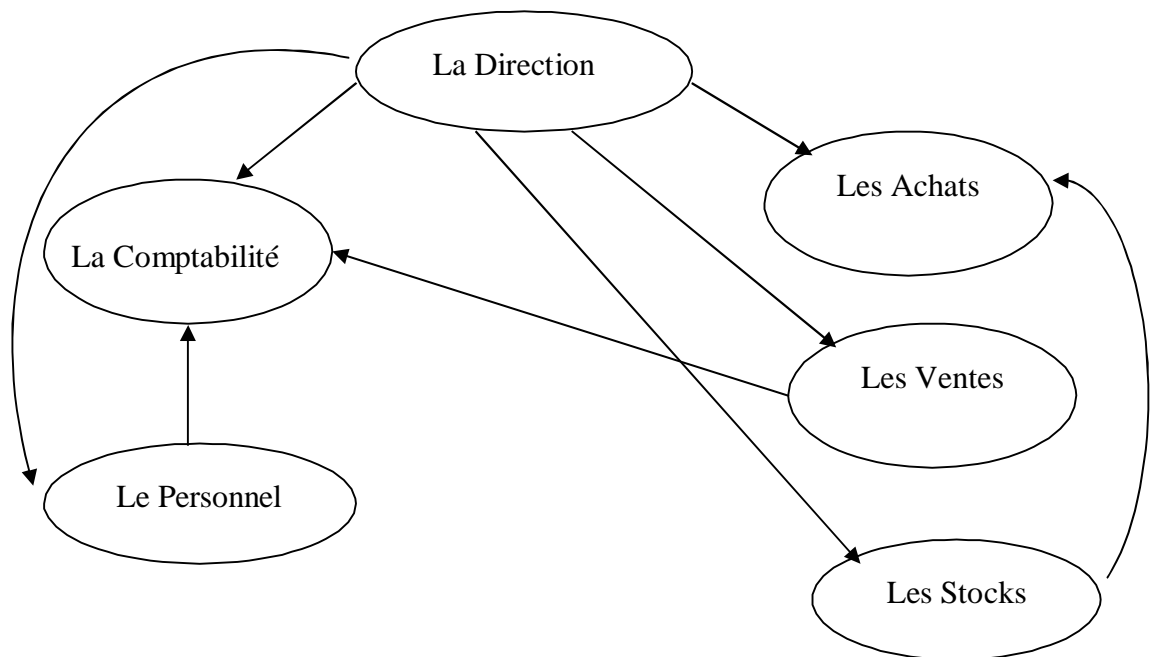 La Direction
Les Achats
La Comptabilité
Les Ventes
Le Personnel
Les Stocks